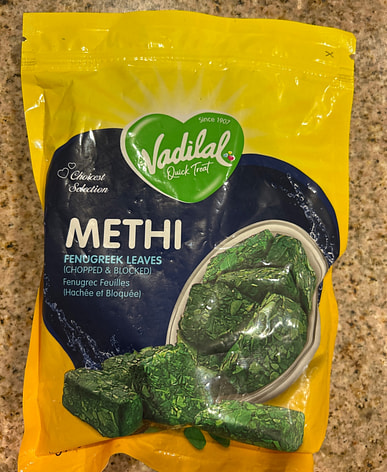 Since 1907
Vadilal
Quick Treat
Choicest
Selection
METHI
FENUGREEK LEAVES
(CHOPPED & BLOCKED)
Fenugrec Feuilles
(Hachée et Bloquée)